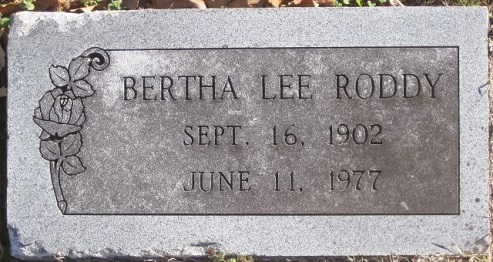 BERTHA LEE RODDY
SEPT. 16, 1902
JUNE 11, 1977